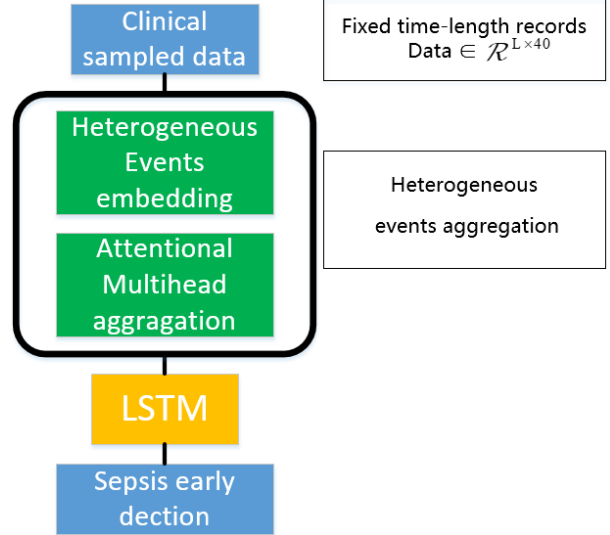 Clinical
sampled data
Fixed time-length records
Data ∈ ℛ^{L×40}
Heterogeneous
Events
embedding
Attentional
Multihead
aggragation
Heterogeneous
events aggregation
LSTM
Sepsis early
dection